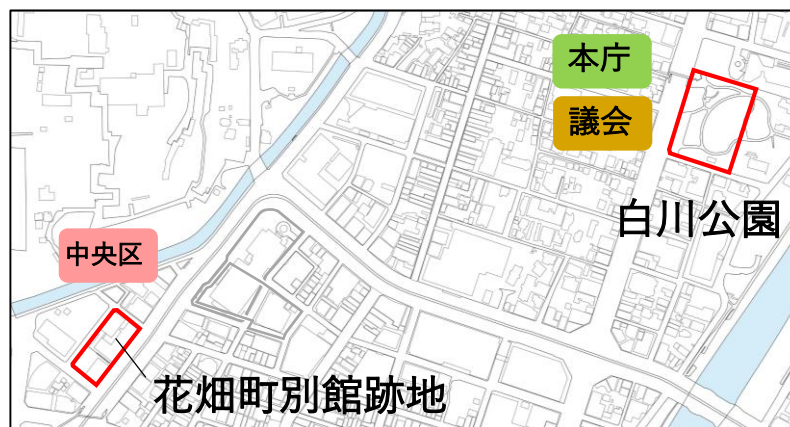 本庁
議会
白川公園
中央区
花畑町別館跡地